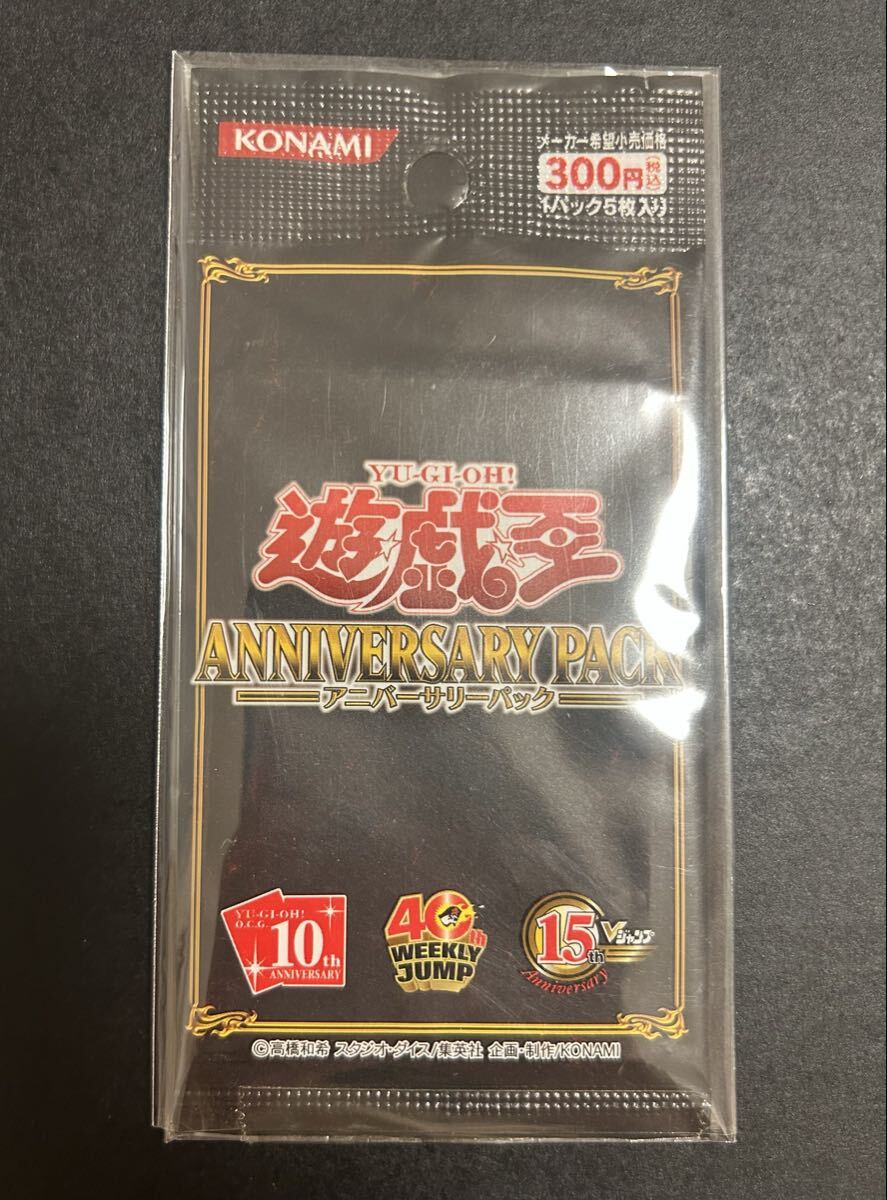 KONAMI
メーカー希望小売価格
300円(税込)
1パック5枚入り
YU-GI-OH!
遊☆戯☆王
ANNIVERSARY PACK
アニバーサリーパック
YU-GI-OH!
O.C.G.
10th
ANNIVERSARY
40th
WEEKLY
JUMP
15th
Vジャンプ
Anniversary
©高橋和希 スタジオ・ダイス/集英社 企画・制作/KONAMI